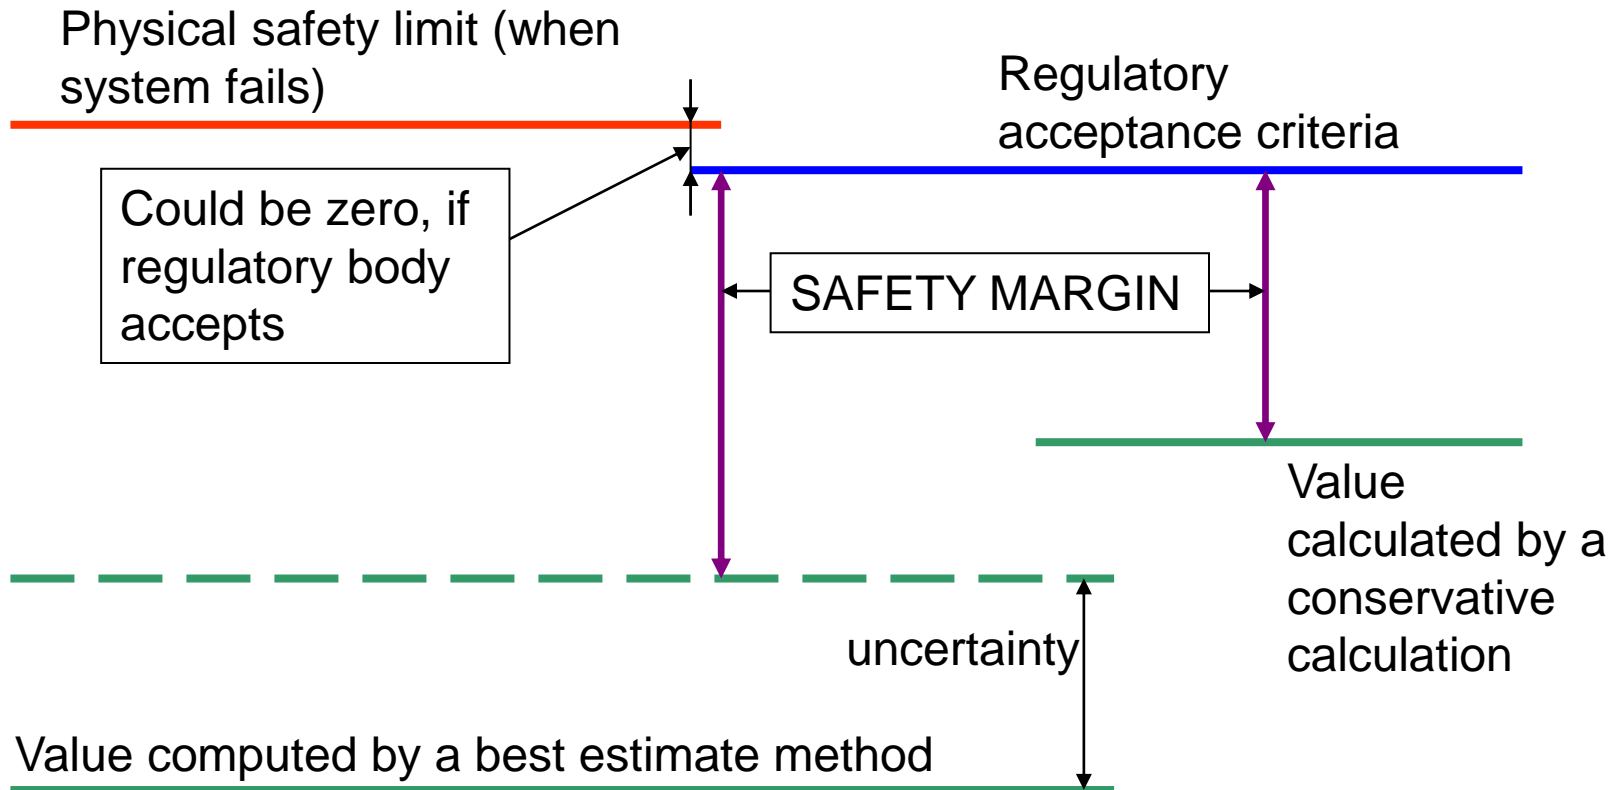 Physical safety limit (when
system fails)
Regulatory
acceptance criteria
Could be zero, if
regulatory body
accepts
SAFETY MARGIN
Value
calculated by a
conservative
calculation
uncertainty
Value computed by a best estimate method